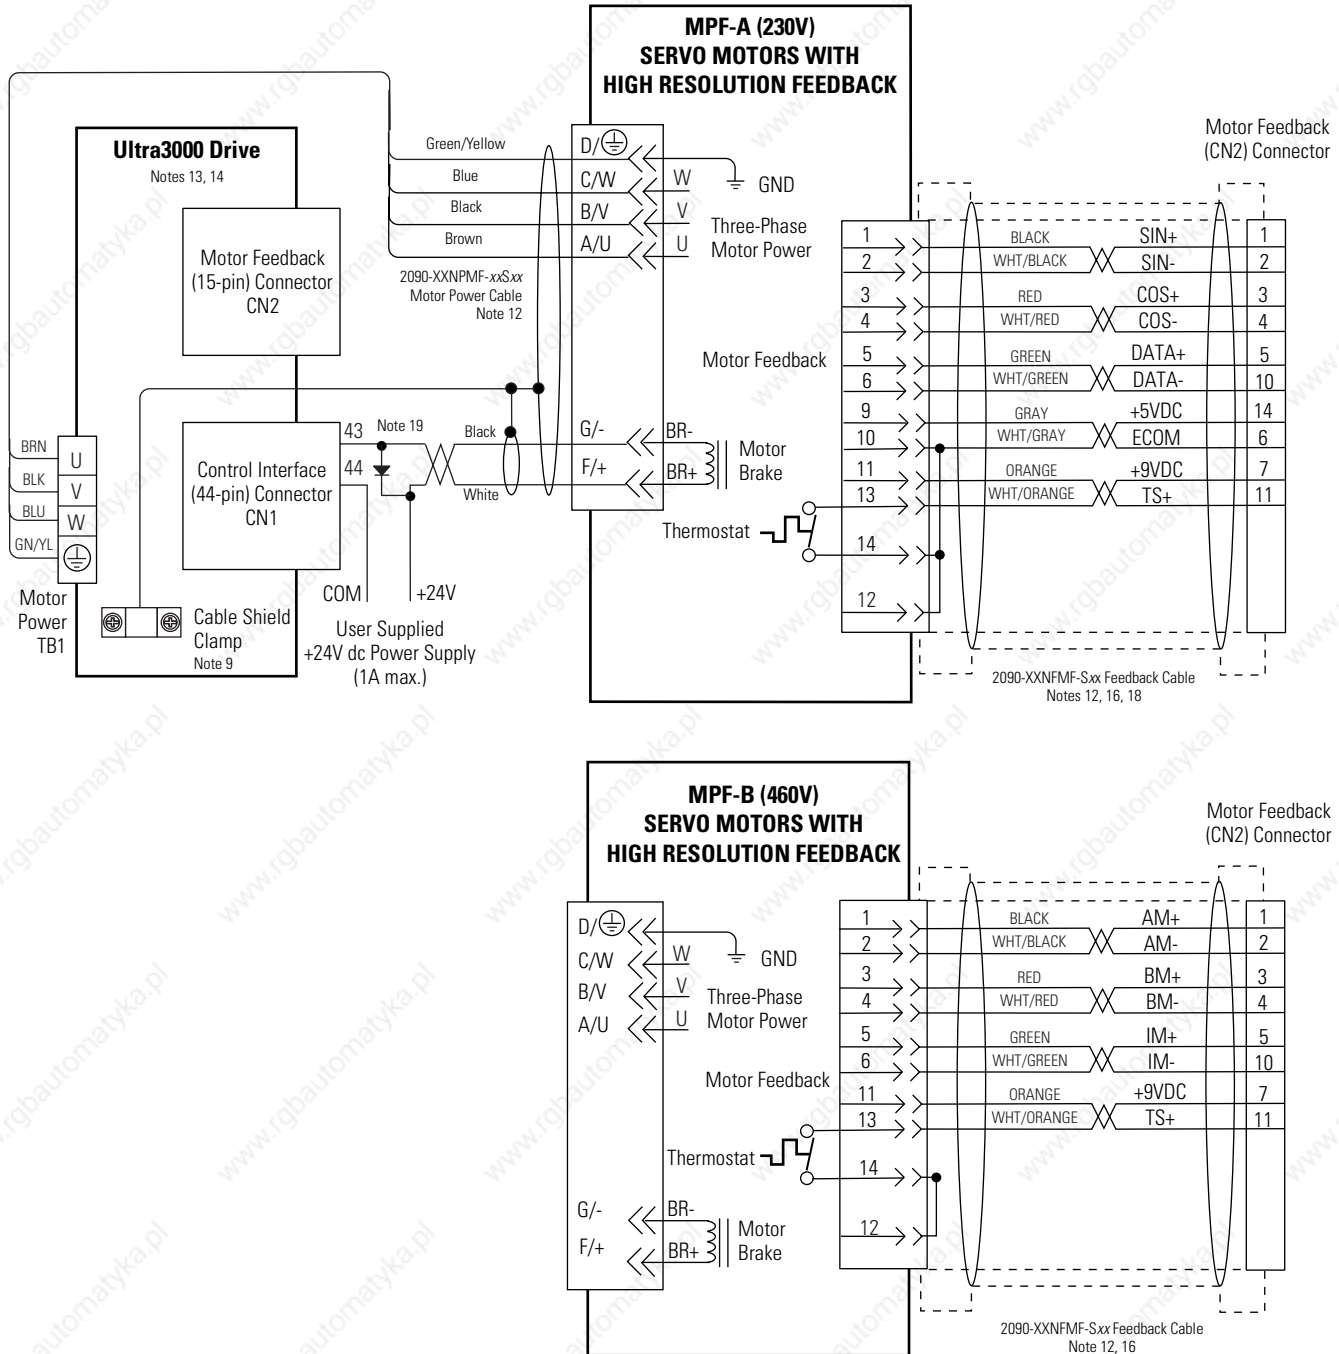 MPF-A (230V)
SERVO MOTORS WITH
HIGH RESOLUTION FEEDBACK
Ultra3000 Drive
Notes 13, 14
Motor Feedback
(15-pin) Connector
CN2
Control Interface
(44-pin) Connector
CN1
BRN
BLK
BLU
GN/YL
U
V
W
Motor
Power
TB1
Cable Shield
Clamp
Note 9
Green/Yellow
Blue
Black
Brown
2090-XXNPMF-xxSxx
Motor Power Cable
Note 12
43
44
Note 19
Black
White
COM
+24V
User Supplied
+24V dc Power Supply
(1A max.)
D/
C/W
B/V
A/U
G/-
F/+
W
V
U
GND
Three-Phase
Motor Power
Motor Feedback
BR-
BR+
Motor
Brake
Thermostat
Motor Feedback
(CN2) Connector
1 BLACK SIN+ 1
2 WHT/BLACK SIN- 2
3 RED COS+ 3
4 WHT/RED COS- 4
5 GREEN DATA+ 5
6 WHT/GREEN DATA- 10
9 GRAY +5VDC 14
10 WHT/GRAY ECOM 6
11 ORANGE +9VDC 7
13 WHT/ORANGE TS+ 11
14
12
2090-XXNFMF-Sxx Feedback Cable
Notes 12, 16, 18
MPF-B (460V)
SERVO MOTORS WITH
HIGH RESOLUTION FEEDBACK
D/
C/W
B/V
A/U
G/-
F/+
W
V
U
GND
Three-Phase
Motor Power
Motor Feedback
Thermostat
BR-
BR+
Motor
Brake
Motor Feedback
(CN2) Connector
1 BLACK AM+ 1
2 WHT/BLACK AM- 2
3 RED BM+ 3
4 WHT/RED BM- 4
5 GREEN IM+ 5
6 WHT/GREEN IM- 10
11 ORANGE +9VDC 7
13 WHT/ORANGE TS+ 11
14
12
2090-XXNFMF-Sxx Feedback Cable
Note 12, 16
www.rgbautomatyka.pl